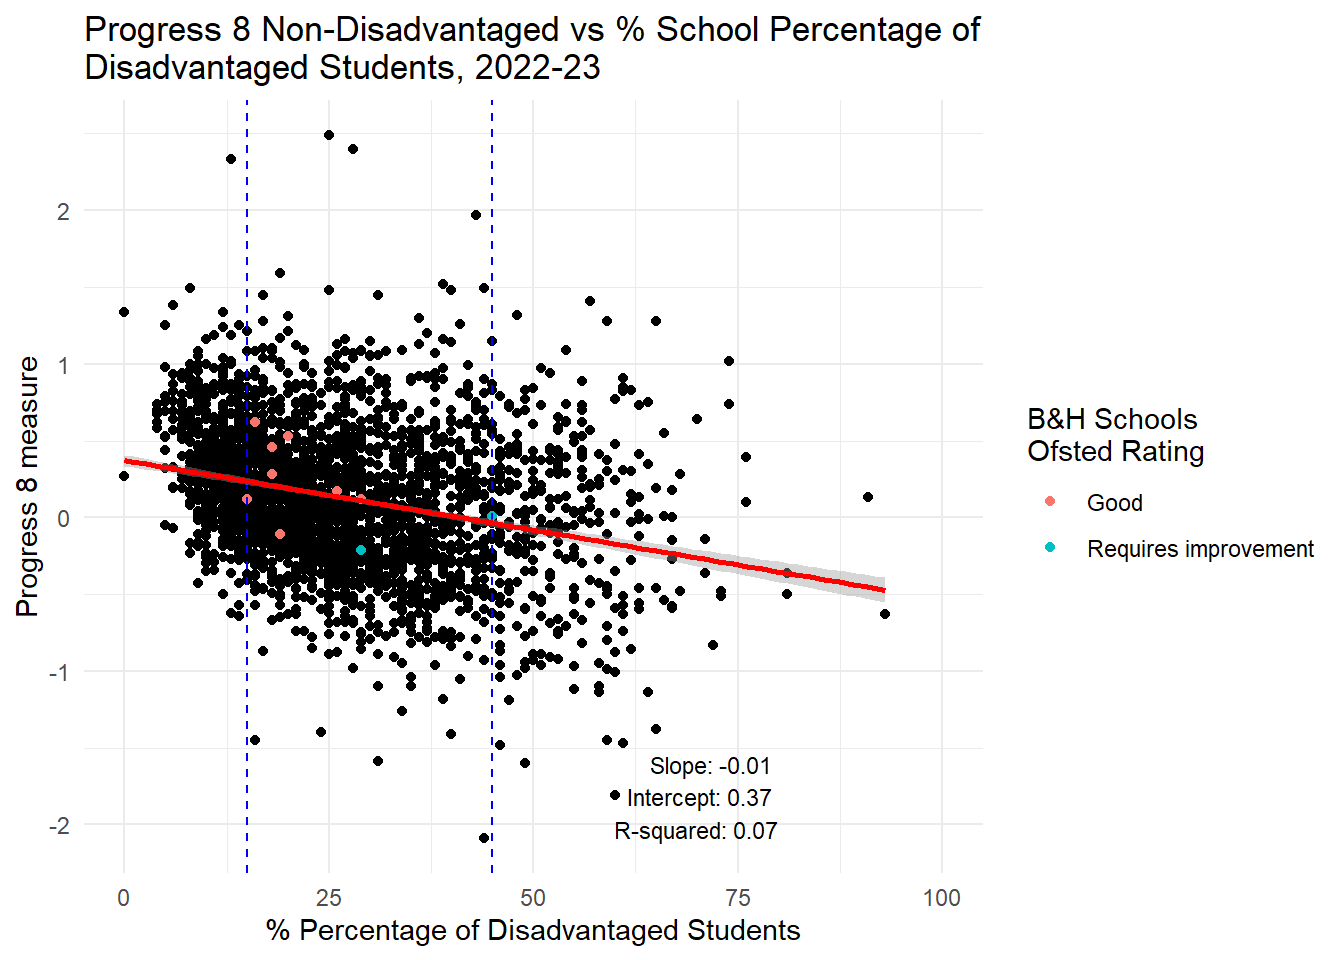 Progress 8 Non-Disadvantaged vs % School Percentage of
Disadvantaged Students, 2022-23
Progress 8 measure
2
1
0
-1
-2
Slope: -0.01
Intercept: 0.37
R-squared: 0.07
0
25
50
75
100
% Percentage of Disadvantaged Students
B&H Schools
Ofsted Rating
Good
Requires improvement